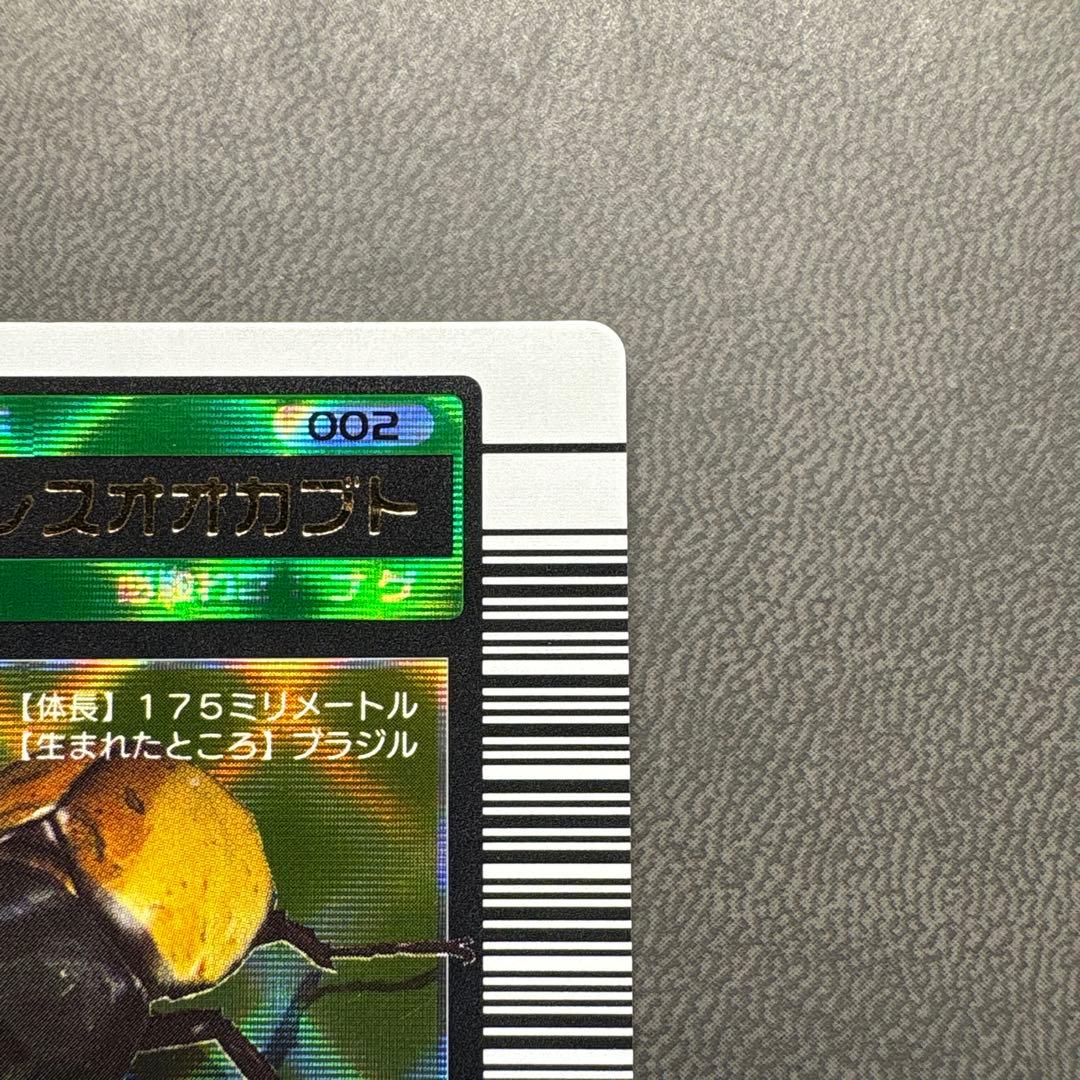 002
スオオカブト
【体長】175ミリメートル
【生まれたところ】ブラジル